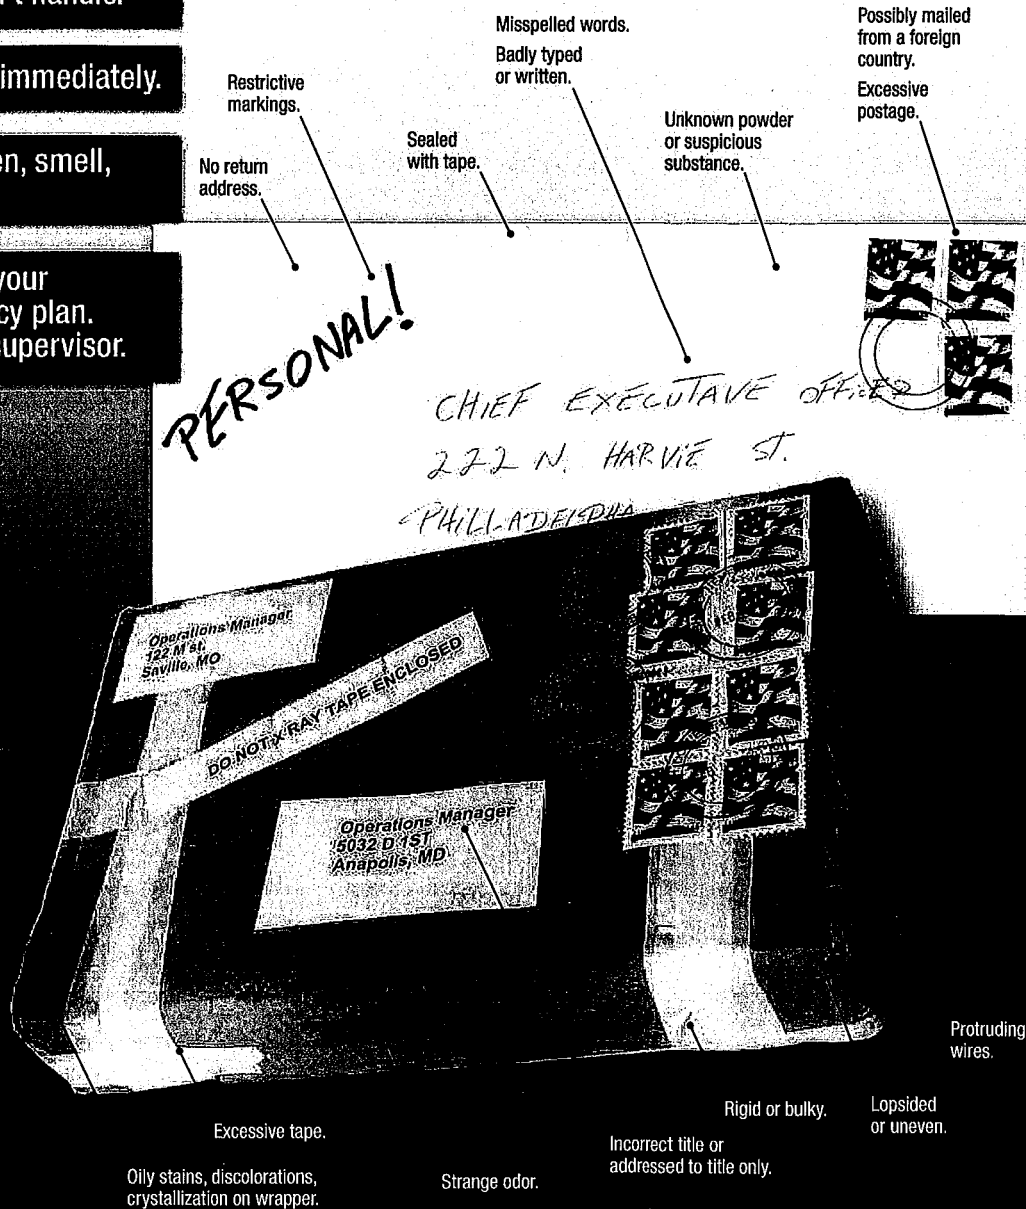 immediately.
en, smell,
your
cy plan.
supervisor.
Misspelled words.
Badly typed
or written.
Possibly mailed
from a foreign
country.
Excessive
postage.
Restrictive
markings.
Sealed
with tape.
Unknown powder
or suspicious
substance.
No return
address.
PERSONAL!
CHIEF EXECUTAVE OFFICER
222 N. HARVIE ST.
PHILLADELPHA
Operations Manager
122 M st.
Saville, MO
DO NOT X-RAY TAPE ENCLOSED
Operations Manager
5032 D 1ST
Anapolis, MD
Protruding
wires.
Rigid or bulky.
Lopsided
or uneven.
Excessive tape.
Incorrect title or
addressed to title only.
Oily stains, discolorations,
crystallization on wrapper.
Strange odor.